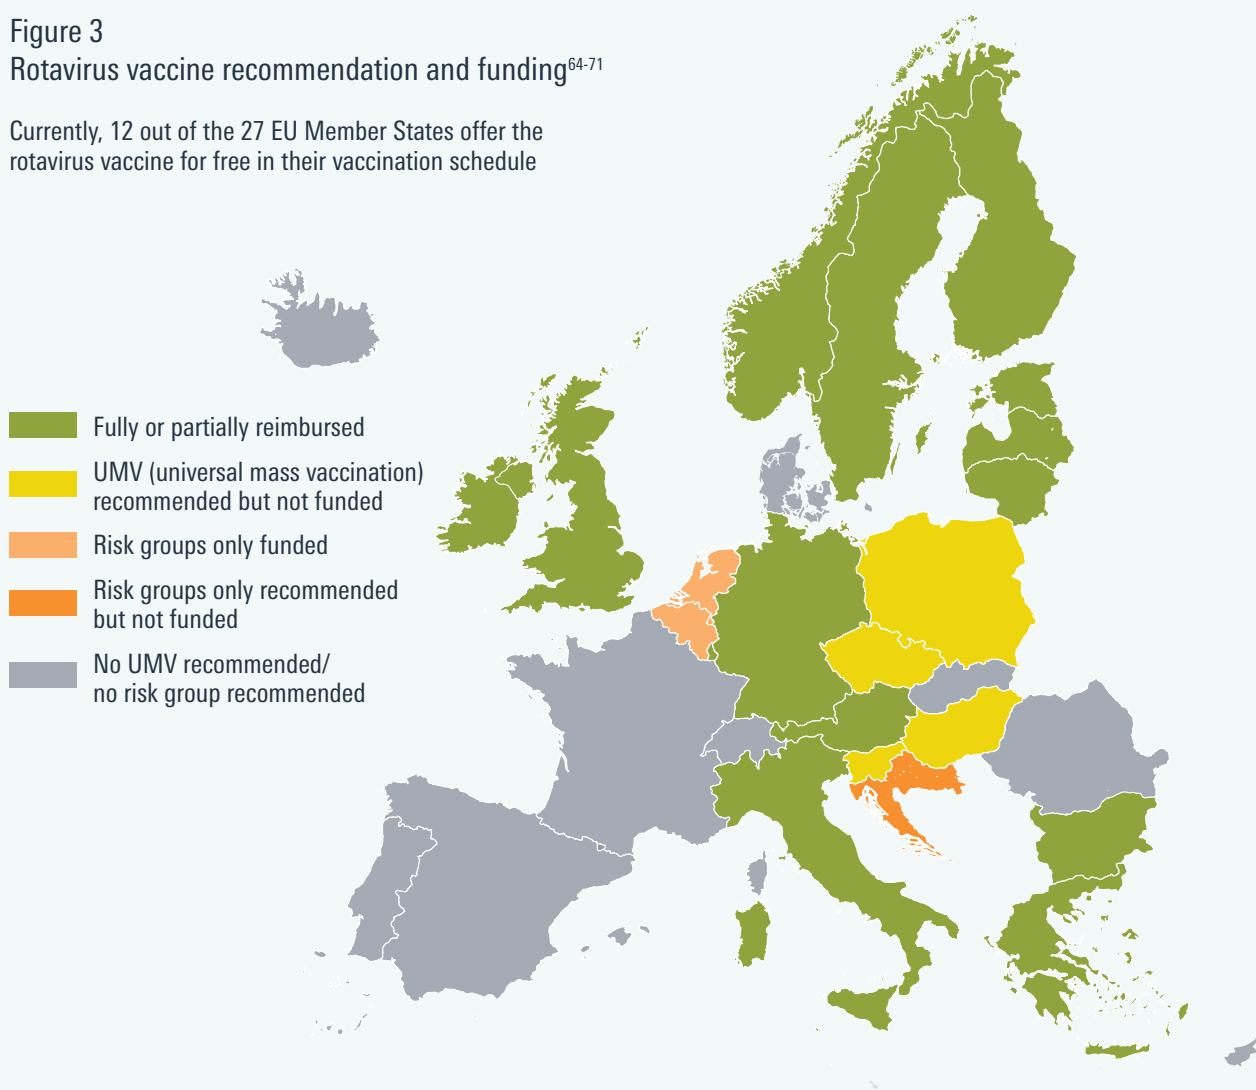 Figure 3
Rotavirus vaccine recommendation and funding64-71
Currently, 12 out of the 27 EU Member States offer the
rotavirus vaccine for free in their vaccination schedule
Fully or partially reimbursed
UMV (universal mass vaccination)
recommended but not funded
Risk groups only funded
Risk groups only recommended
but not funded
No UMV recommended/
no risk group recommended